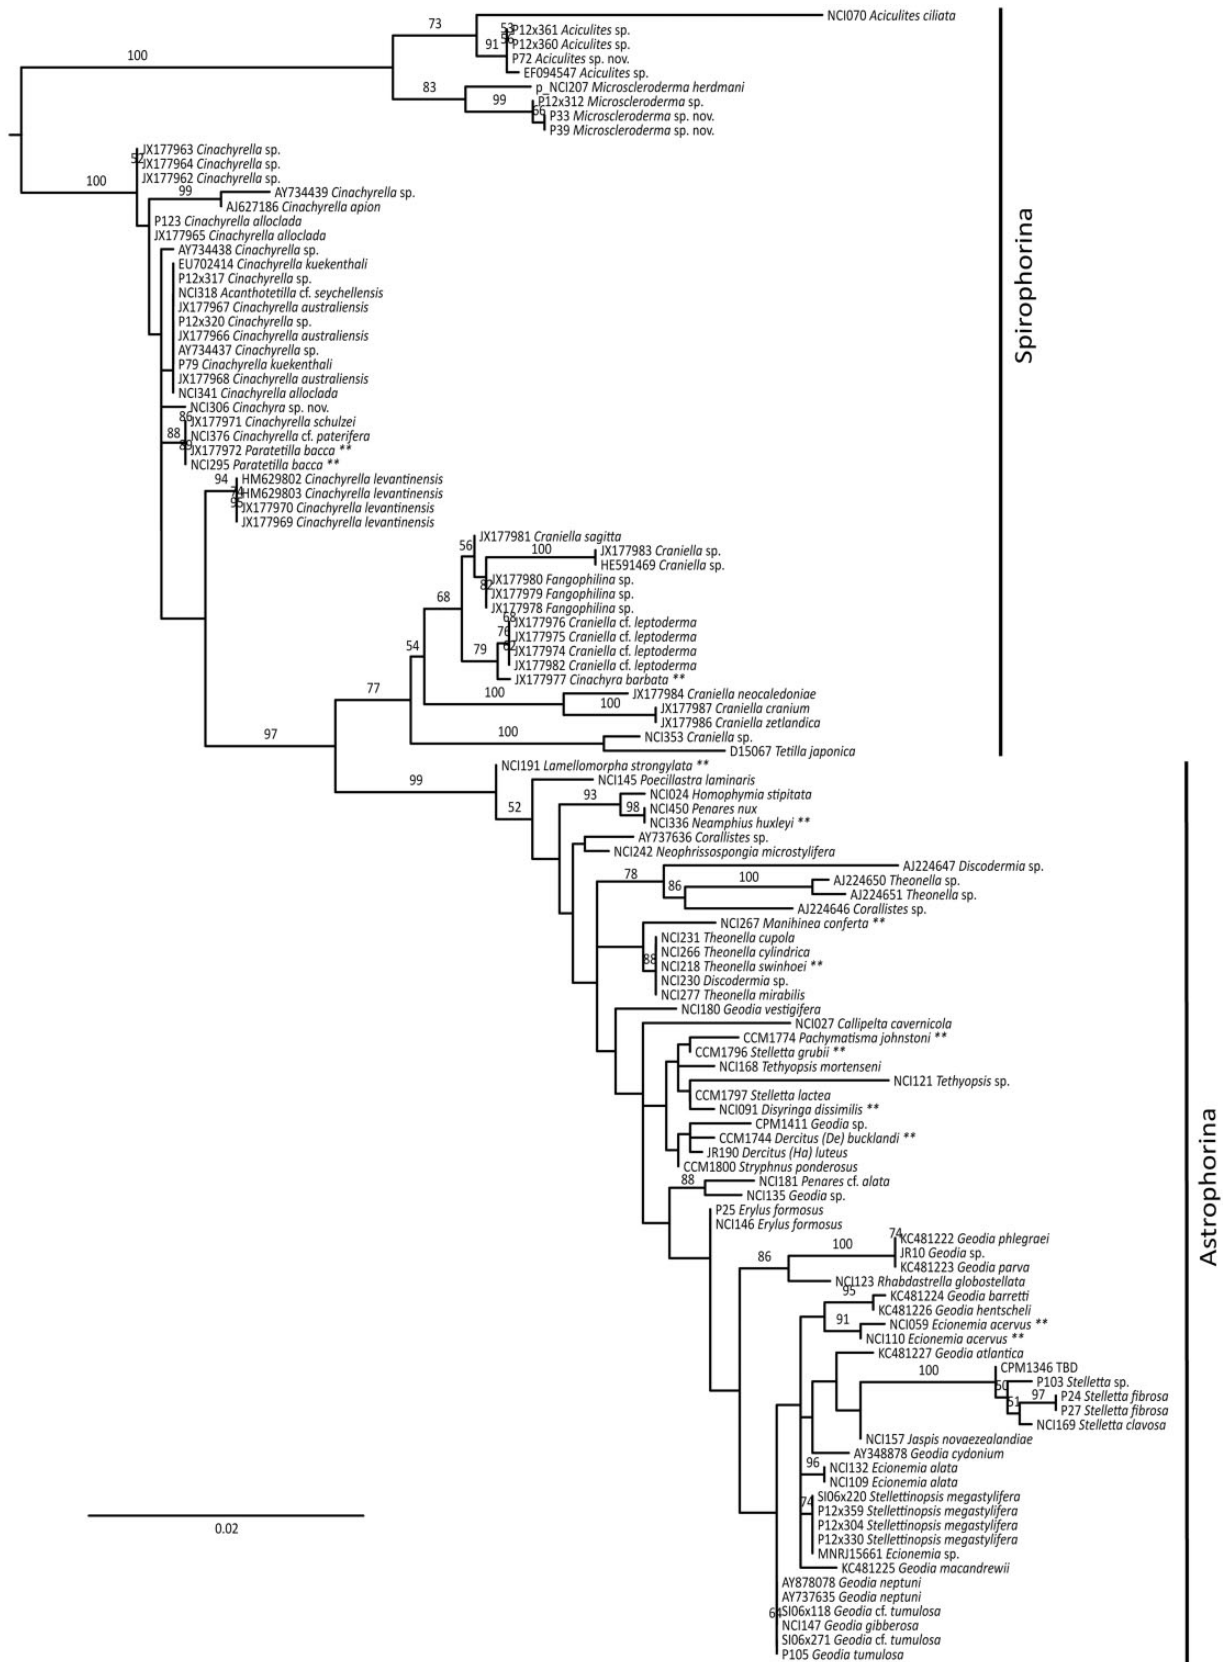 NCI070 Aciculites ciliata
73
53
P12x361 Aciculites sp.
56
P12x360 Aciculites sp.
91
P72 Aciculites sp. nov.
100
EF094547 Aciculites sp.
83
p_NCI207 Microscleroderma herdmani
99
P12x312 Microscleroderma sp.
66
P33 Microscleroderma sp. nov.
P39 Microscleroderma sp. nov.
JX177963 Cinachyrella sp.
52
JX177964 Cinachyrella sp.
JX177962 Cinachyrella sp.
100
99
AY734439 Cinachyrella sp.
AJ627186 Cinachyrella apion
P123 Cinachyrella alloclada
JX177965 Cinachyrella alloclada
AY734438 Cinachyrella sp.
EU702414 Cinachyrella kuekenthali
P12x317 Cinachyrella sp.
NCI318 Acanthotetilla cf. seychellensis
JX177967 Cinachyrella australiensis
P12x320 Cinachyrella sp.
JX177966 Cinachyrella australiensis
AY734437 Cinachyrella sp.
P79 Cinachyrella kuekenthali
JX177968 Cinachyrella australiensis
NCI341 Cinachyrella alloclada
NCI306 Cinachyra sp. nov.
86
JX177971 Cinachyrella schulzei
88
NCI376 Cinachyrella cf. paterifera
89
JX177972 Paratetilla bacca **
NCI295 Paratetilla bacca **
94
HM629802 Cinachyrella levantinensis
HM629803 Cinachyrella levantinensis
JX177970 Cinachyrella levantinensis
JX177969 Cinachyrella levantinensis
Spirophorina
JX177981 Craniella sagitta
56
100
JX177983 Craniella sp.
HE591469 Craniella sp.
JX177980 Fangophilina sp.
82
JX177979 Fangophilina sp.
68
JX177978 Fangophilina sp.
68
JX177976 Craniella cf. leptoderma
JX177975 Craniella cf. leptoderma
79
JX177974 Craniella cf. leptoderma
JX177982 Craniella cf. leptoderma
54
JX177977 Cinachyra barbata **
77
100
JX177984 Craniella neocaledoniae
100
JX177987 Craniella cranium
JX177986 Craniella zetlandica
97
100
NCI353 Craniella sp.
D15067 Tetilla japonica
NCI191 Lamellomorpha strongylata **
99
NCI145 Poecillastra laminaris
93
NCI024 Homophymia stipitata
52
98
NCI450 Penares nux
NCI336 Neamphius huxleyi **
AY737636 Corallistes sp.
NCI242 Neophrissospongia microstylifera
AJ224647 Discodermia sp.
78
100
AJ224650 Theonella sp.
86
AJ224651 Theonella sp.
AJ224646 Corallistes sp.
NCI267 Manihinea conferta **
NCI231 Theonella cupola
NCI266 Theonella cylindrica
88
NCI218 Theonella swinhoei **
NCI230 Discodermia sp.
NCI277 Theonella mirabilis
NCI180 Geodia vestigifera
NCI027 Callipelta cavernicola
CCM1774 Pachymatisma johnstoni **
CCM1796 Stelletta grubii **
NCI168 Tethyopsis mortenseni
NCI121 Tethyopsis sp.
CCM1797 Stelletta lactea
NCI091 Disyringa dissimilis **
CPM1411 Geodia sp.
CCM1744 Dercitus (De) bucklandi **
JR190 Dercitus (Ha) luteus
CCM1800 Stryphnus ponderosus
88
NCI181 Penares cf. alata
NCI135 Geodia sp.
P25 Erylus formosus
NCI146 Erylus formosus
Astrophorina
74
KC481222 Geodia phlegraei
100
JR10 Geodia sp.
86
KC481223 Geodia parva
NCI123 Rhabdastrella globostellata
95
KC481224 Geodia barretti
KC481226 Geodia hentscheli
91
NCI059 Ecionemia acervus **
NCI110 Ecionemia acervus **
KC481227 Geodia atlantica
100
CPM1346 TBD
50
P103 Stelletta sp.
51
97
P24 Stelletta fibrosa
P27 Stelletta fibrosa
NCI169 Stelletta clavosa
NCI157 Jaspis novaezealandiae
AY348878 Geodia cydonium
96
NCI132 Ecionemia alata
NCI109 Ecionemia alata
74
SI06x220 Stellettinopsis megastylifera
P12x359 Stellettinopsis megastylifera
P12x304 Stellettinopsis megastylifera
P12x330 Stellettinopsis megastylifera
MNRJ15661 Ecionemia sp.
KC481225 Geodia macandrewii
AY878078 Geodia neptuni
AY737635 Geodia neptuni
64
SI06x118 Geodia cf. tumulosa
NCI147 Geodia gibberosa
SI06x271 Geodia cf. tumulosa
P105 Geodia tumulosa
0.02